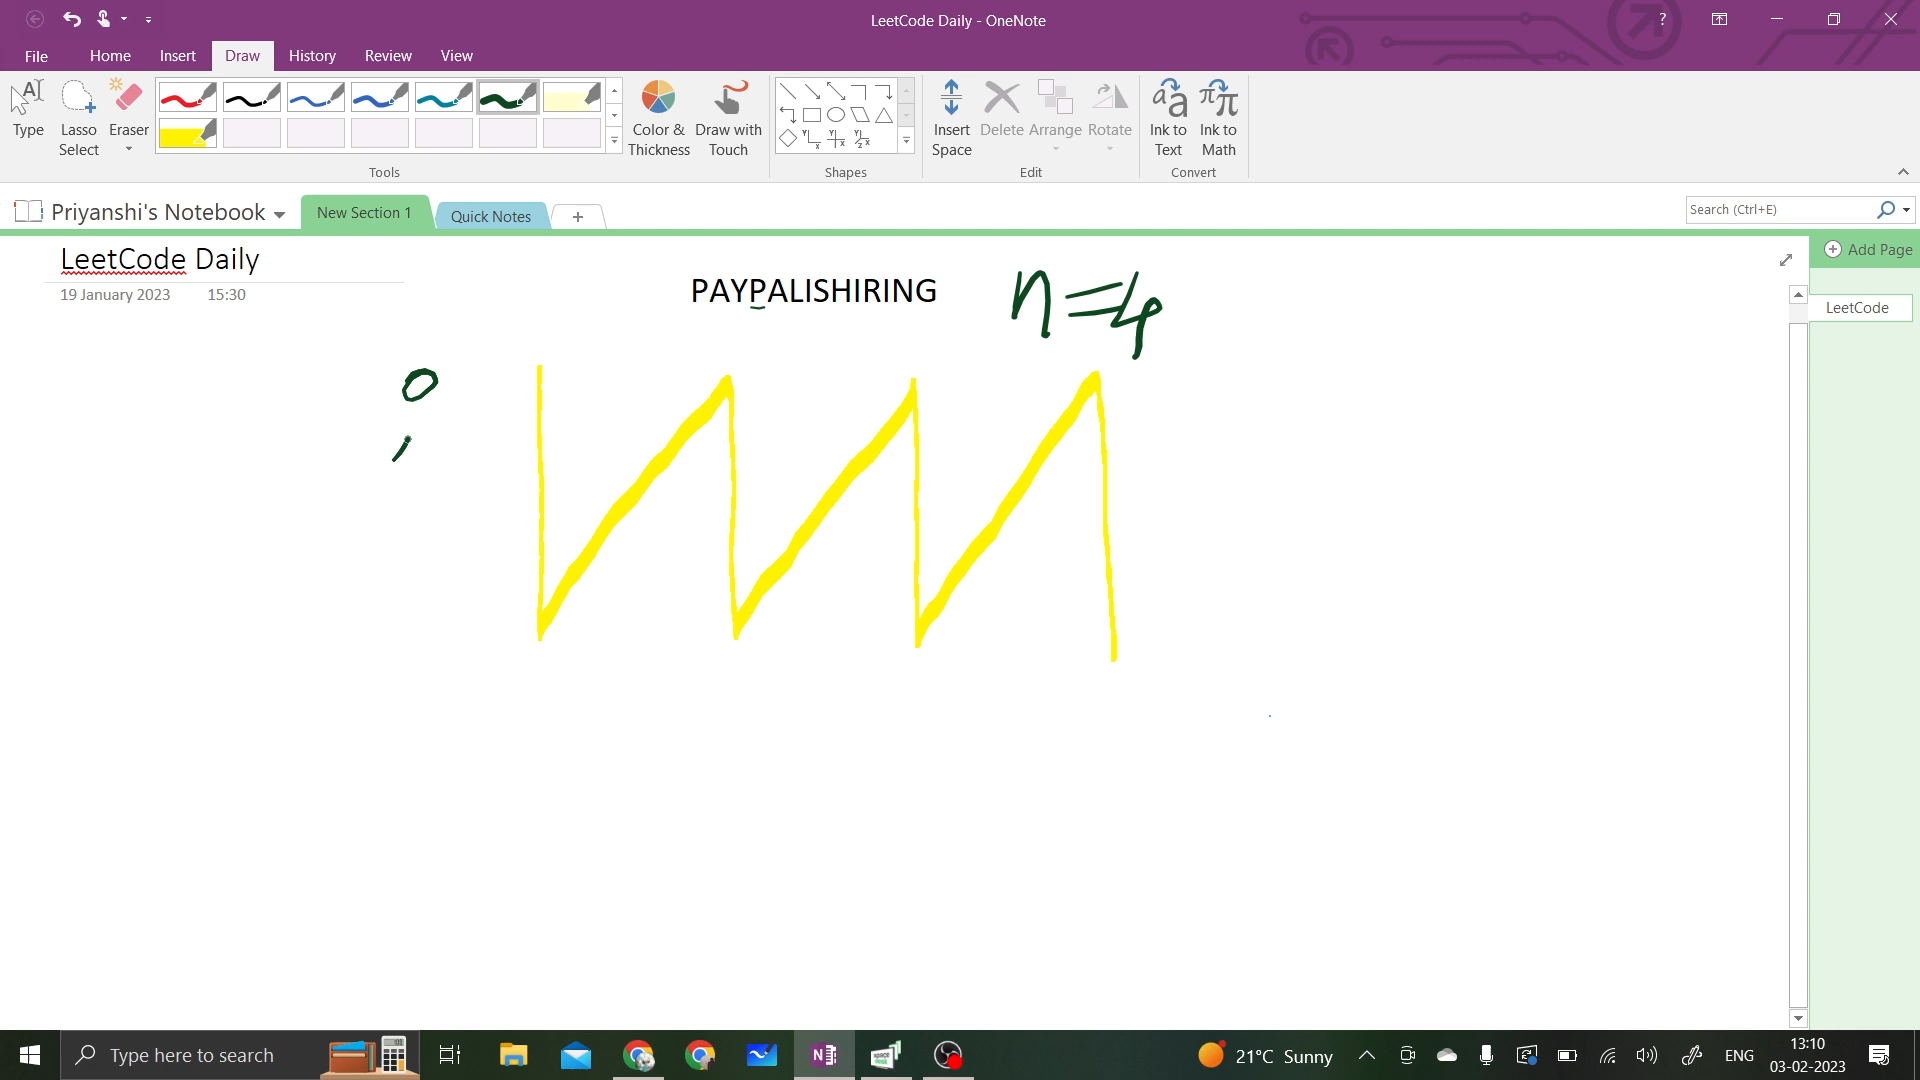 LeetCode Daily - OneNote
?
File Home Insert Draw History Review View
Type
Lasso Select
Eraser
Color & Thickness
Draw with Touch
Insert Space
Delete
Arrange
Rotate
Ink to Text
Ink to Math
Tools
Shapes
Edit
Convert
Priyanshi's Notebook
New Section 1
Quick Notes
+
Search (Ctrl+E)
Add Page
LeetCode
LeetCode Daily
19 January 2023 15:30
PAYPALISHIRING
n=4
0
Type here to search
21°C Sunny
ENG
13:10
03-02-2023